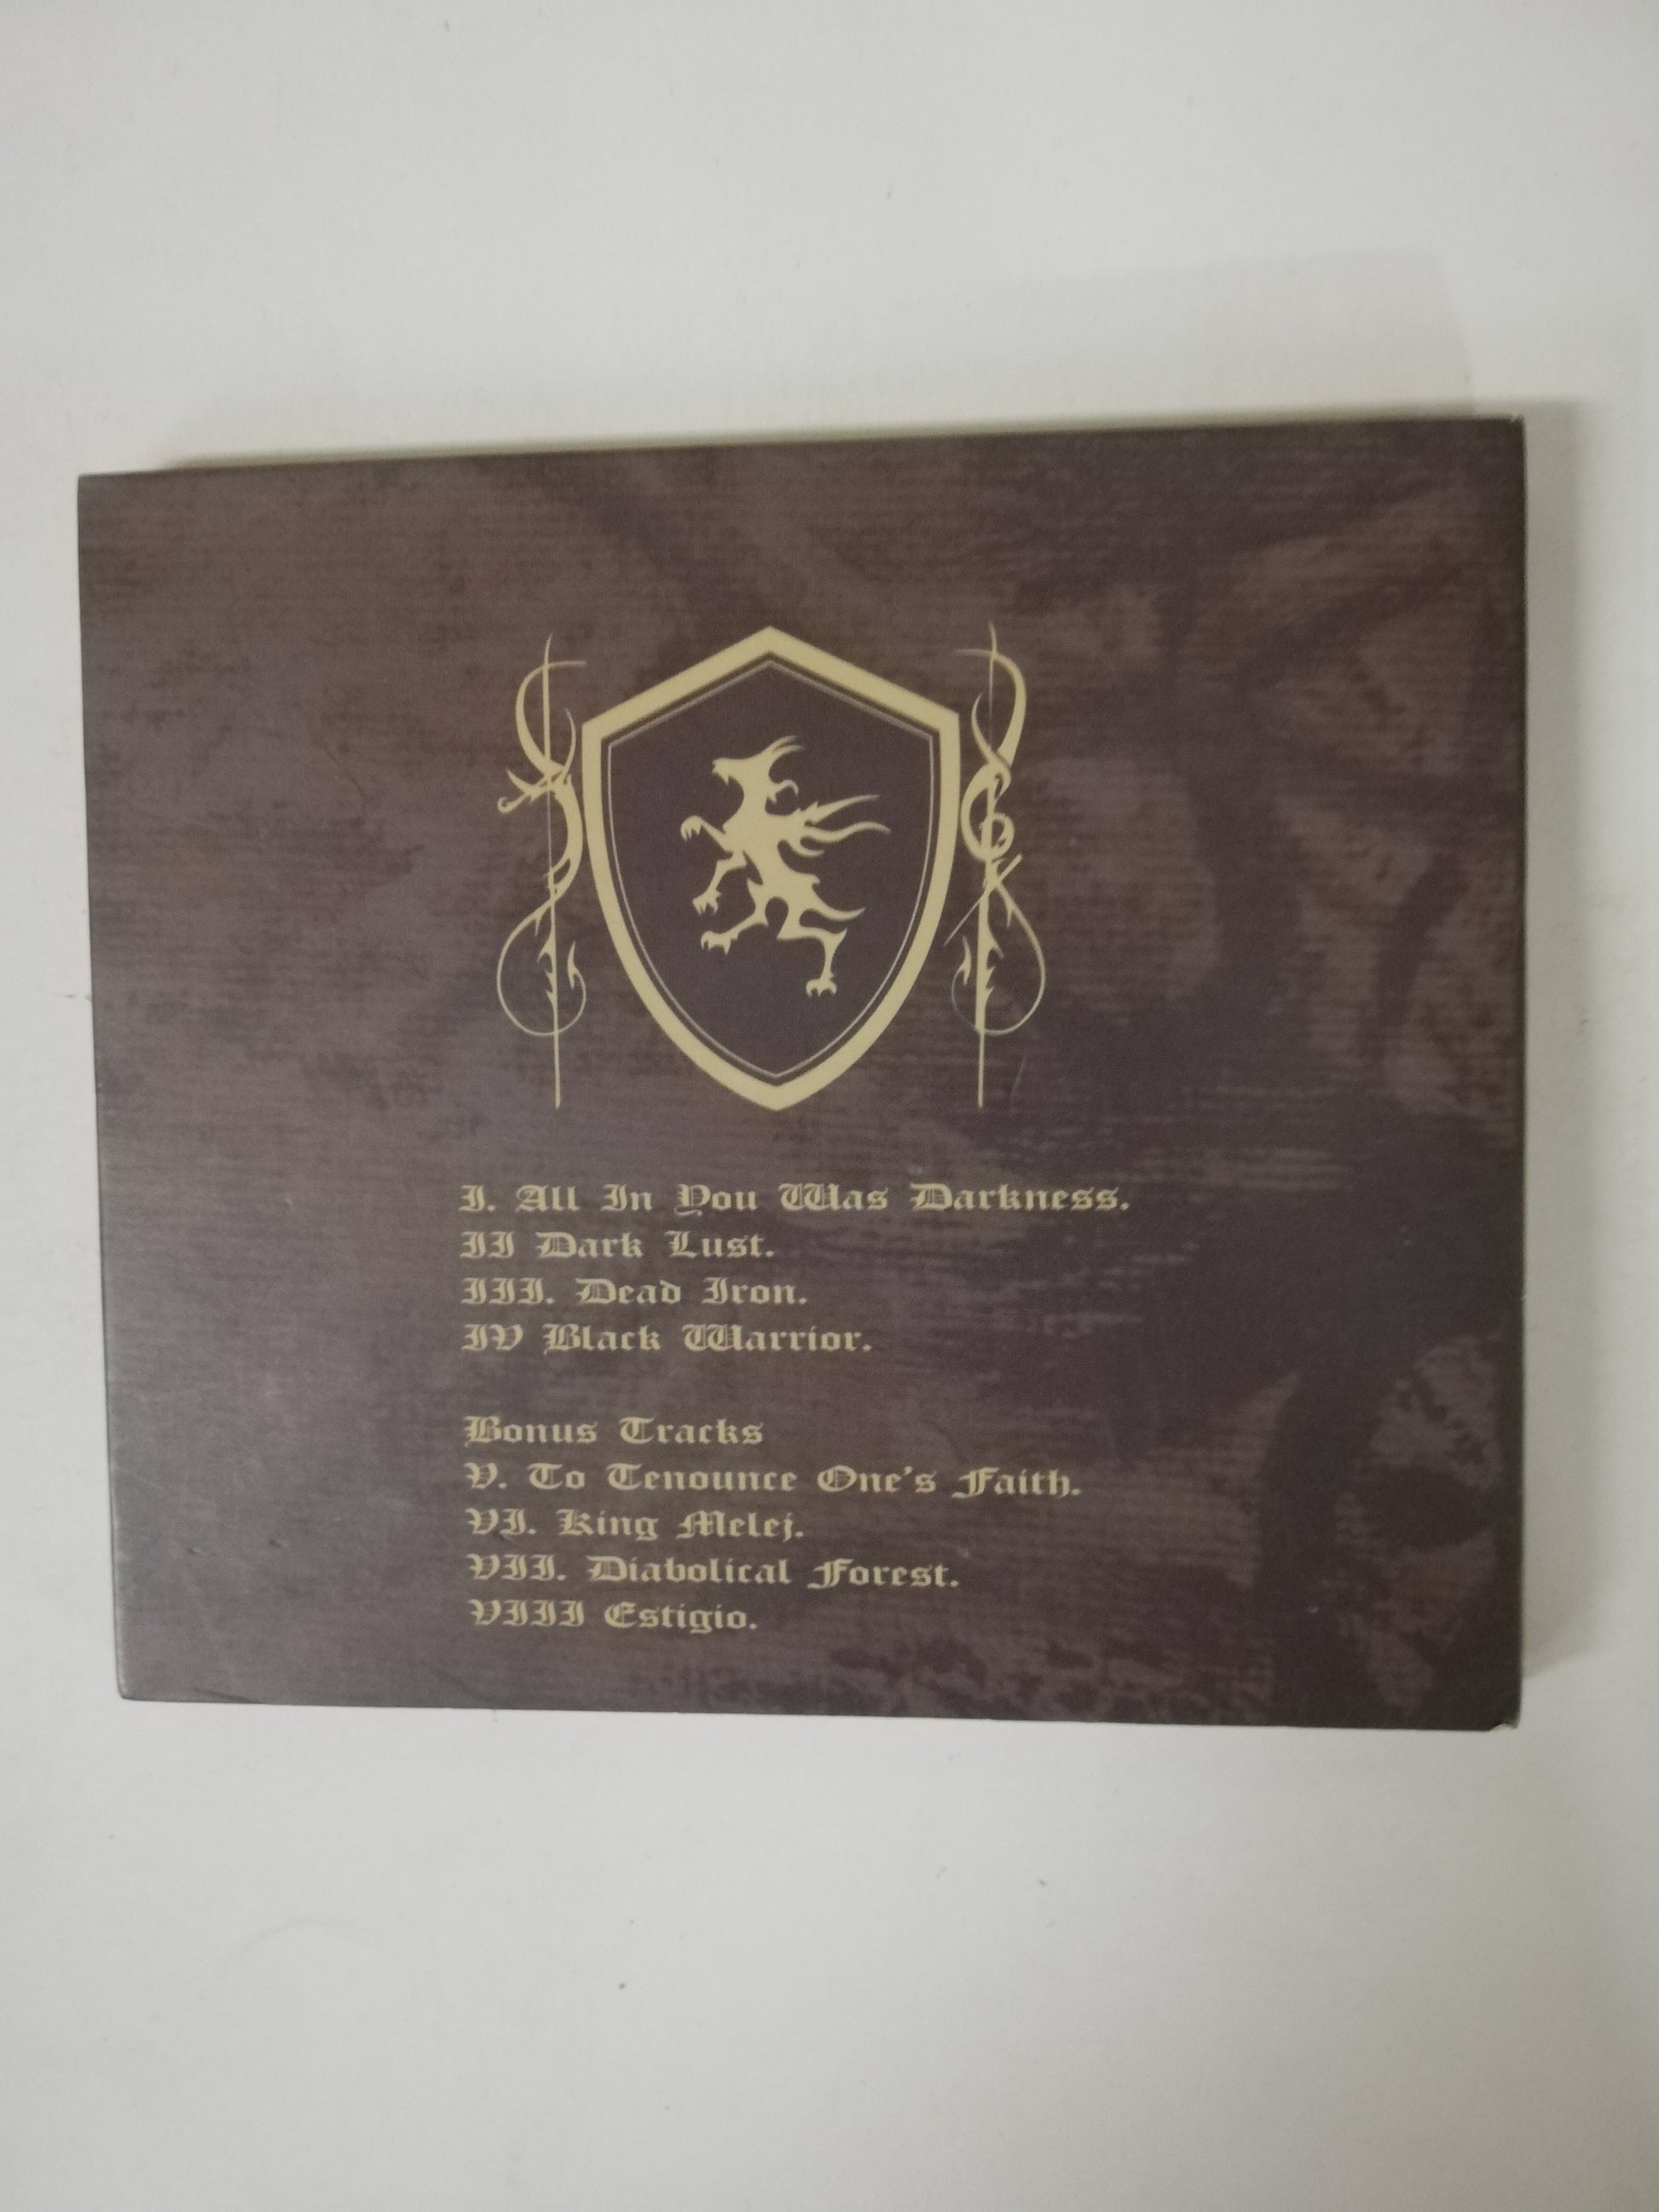 I. All In You Was Darkness.
II Dark Lust.
III. Dead Iron.
IV Black Warrior.
Bonus Tracks
V. To Tenounce One's Faith.
VI. King Melej.
VII. Diabolical Forest.
VIIII Estigio.